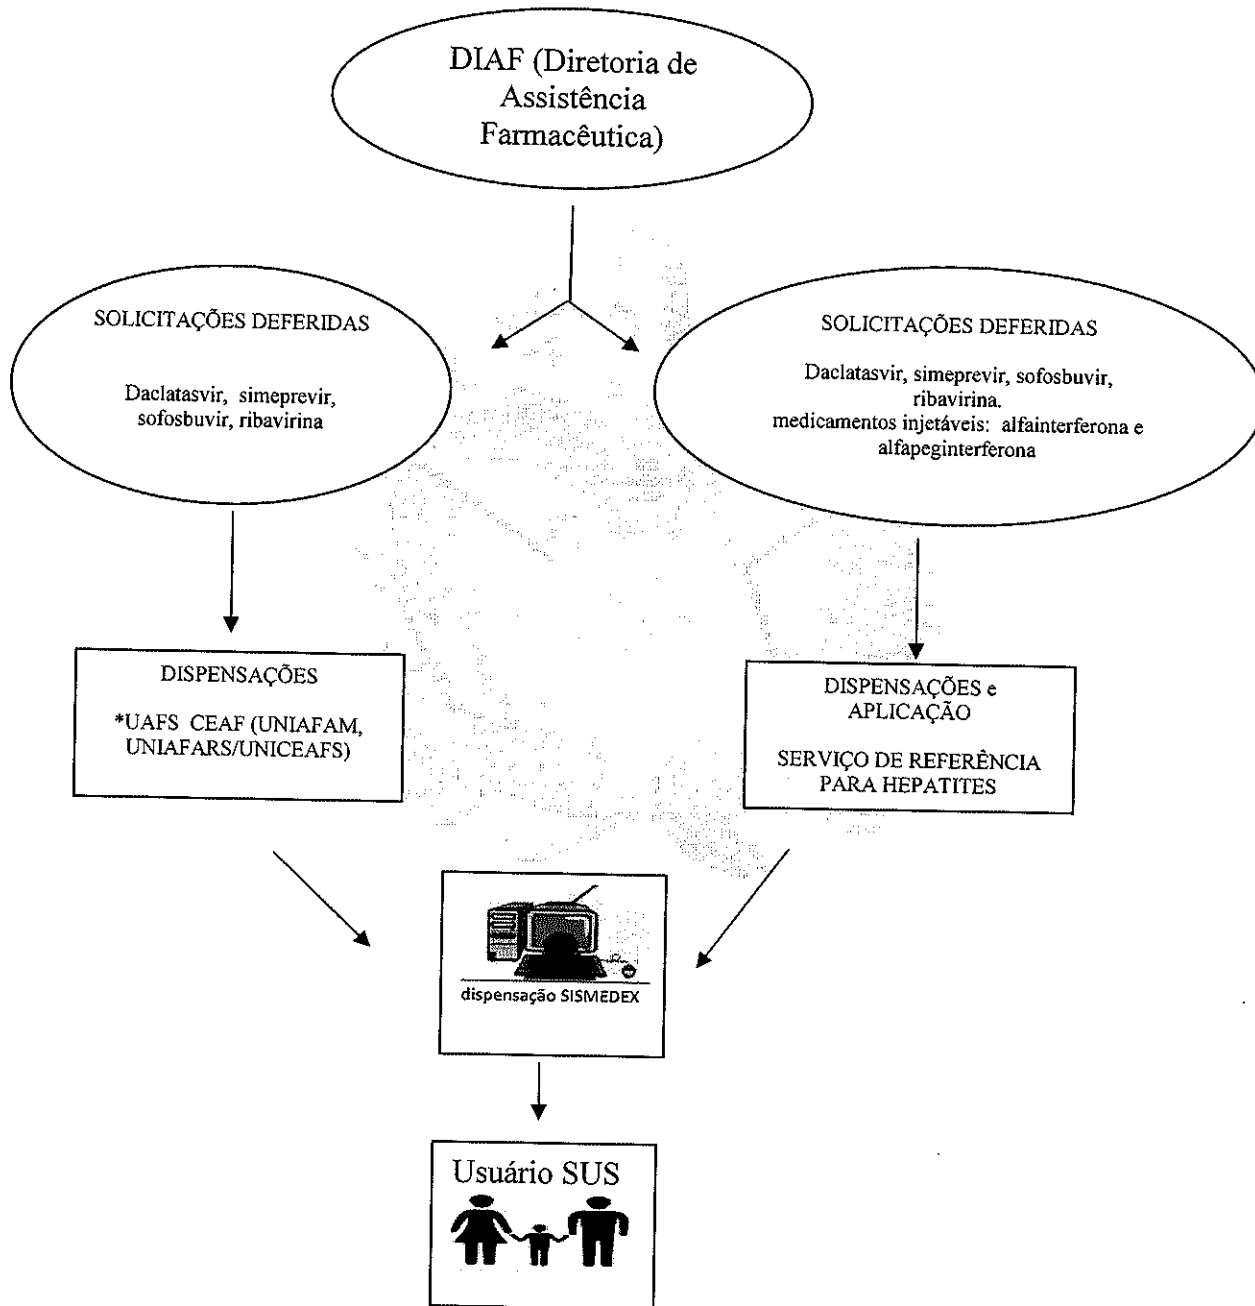 DIAF (Diretoria de
Assistência
Farmacêutica)
SOLICITAÇÕES DEFERIDAS
Daclatasvir, simeprevir,
sofosbuvir, ribavirina
SOLICITAÇÕES DEFERIDAS
Daclatasvir, simeprevir, sofosbuvir,
ribavirina.
medicamentos injetáveis: alfainterferona e
alfapeginterferona
DISPENSAÇÕES
*UAFS CEAF (UNIAFAM,
UNIAFARS/UNICEAFS)
DISPENSAÇÕES e
APLICAÇÃO
SERVIÇO DE REFERÊNCIA
PARA HEPATITES
dispensação SISMEDEX
Usuário SUS